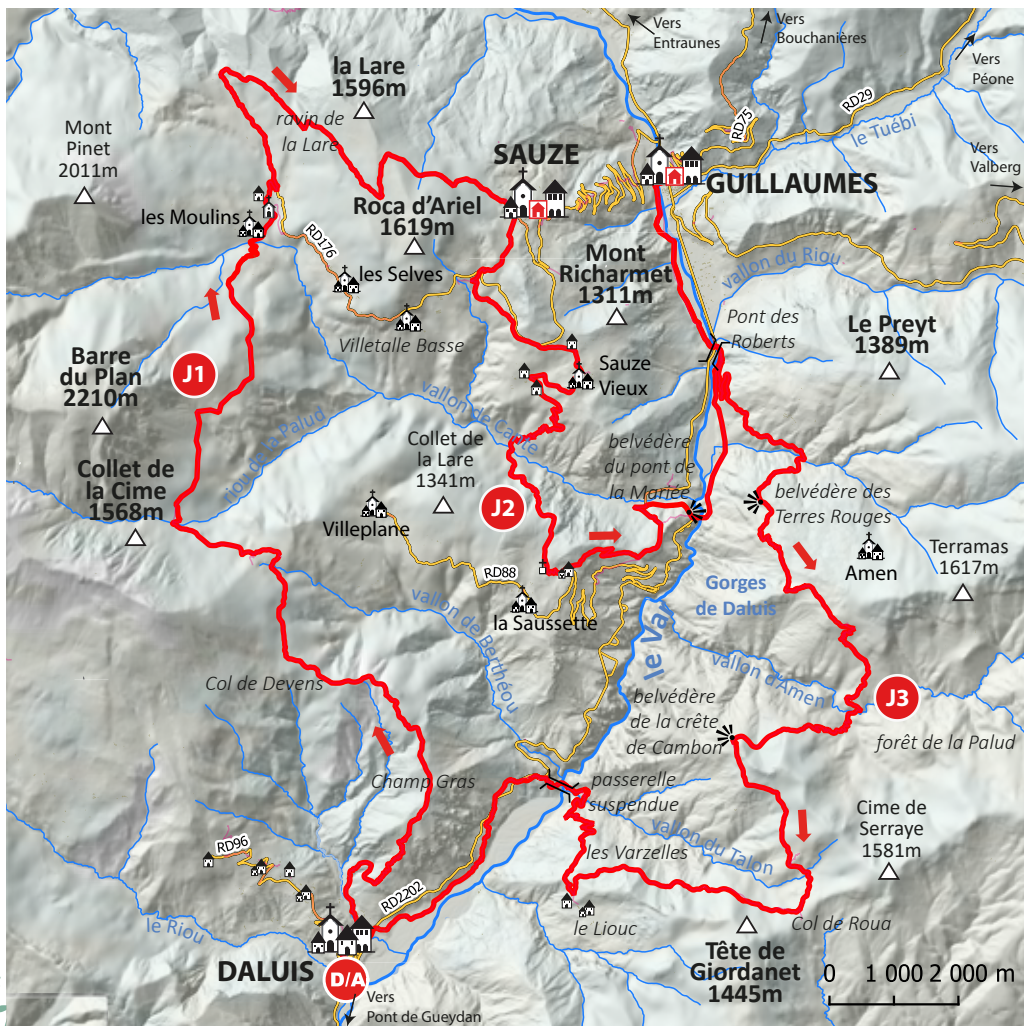 Vers
Entraunes
Vers
Bouchanières
Vers
Péone
la Lare
1596m
RD29
RD75
le Tuébi
ravin de
la Lare
Mont
Pinet
2011m
SAUZE
Vers
Valberg
GUILLAUMES
les Moulins
Roca d'Ariel
1619m
RD176
Mont
Richarmet
1311m
vallon du Riou
les Selves
Villetalle Basse
Pont des
Roberts
Le Preyt
1389m
Barre
du Plan
2210m
J1
Sauze
Vieux
riou de la Palud
vallon de Cante
Collet de
la Lare
1341m
belvédère
du pont de
la Mariée
Collet de
la Cime
1568m
J2
belvédère des
Terres Rouges
Villeplane
Amen
Terramas
1617m
RD88
la Saussette
Gorges
de Daluis
le Var
vallon de Berthéou
vallon d'Amen
Col de Devens
belvédère
de la crête
de Cambon
J3
forêt de la Palud
Champ Gras
passerelle
suspendue
vallon du Talon
Cime de
Serraye
1581m
les Varzelles
RD96
RD2202
le Riou
le Liouc
Col de Roua
DALUIS
D/A
Tête de
Giordanet
1445m
Vers
Pont de Gueydan
0 1 000 2 000 m